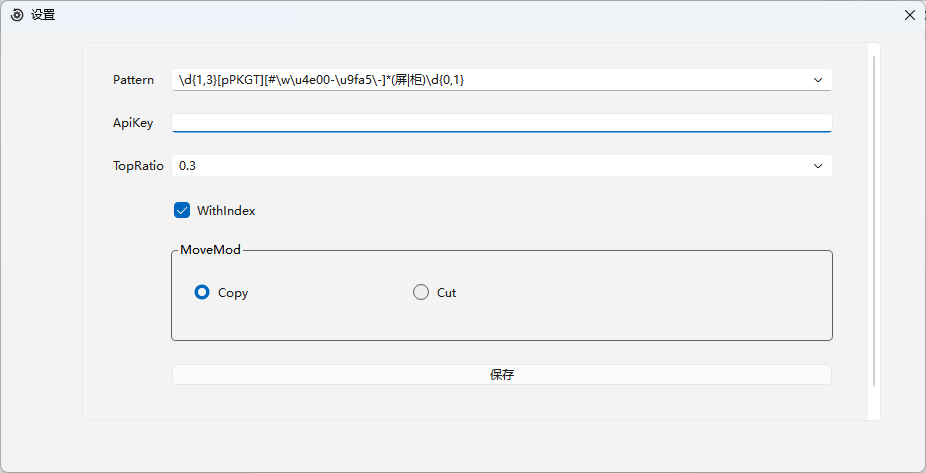 设置
Pattern
\d{1,3}[pPKGT][#\w\u4e00-\u9fa5\-]*(屏|柜)\d{0,1}
ApiKey
TopRatio
0.3
WithIndex
MoveMod
Copy
Cut
保存